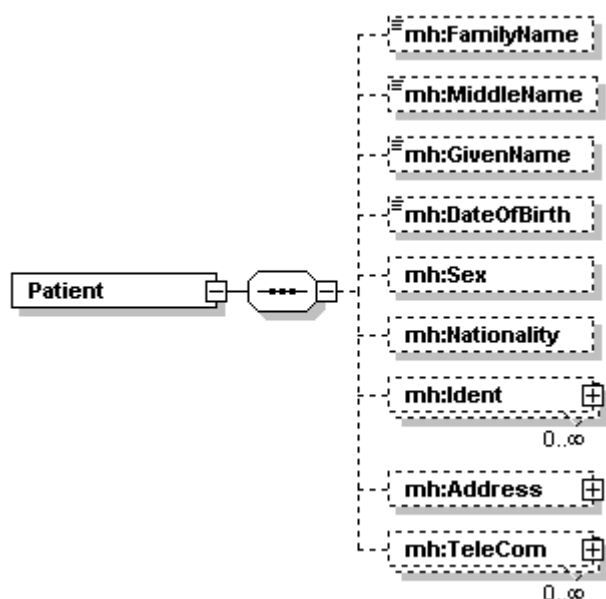 mh:FamilyName
mh:MiddleName
mh:GivenName
mh:DateOfBirth
Patient
mh:Sex
mh:Nationality
mh:Ident
0..∞
mh:Address
mh:TeleCom
0..∞